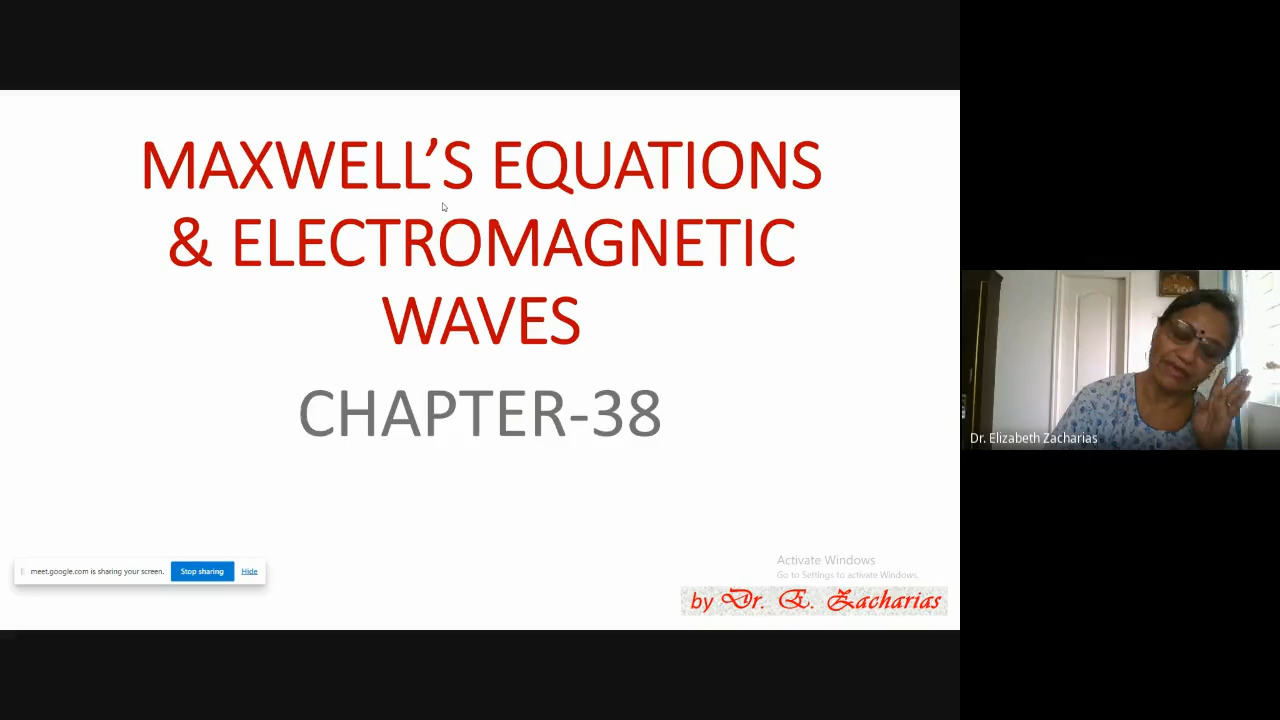 MAXWELL’S EQUATIONS
& ELECTROMAGNETIC
WAVES
CHAPTER-38
Dr. Elizabeth Zacharias
meet.google.com is sharing your screen.
Stop sharing
Hide
Activate Windows
Go to Settings to activate Windows.
by Dr. E. Zacharias